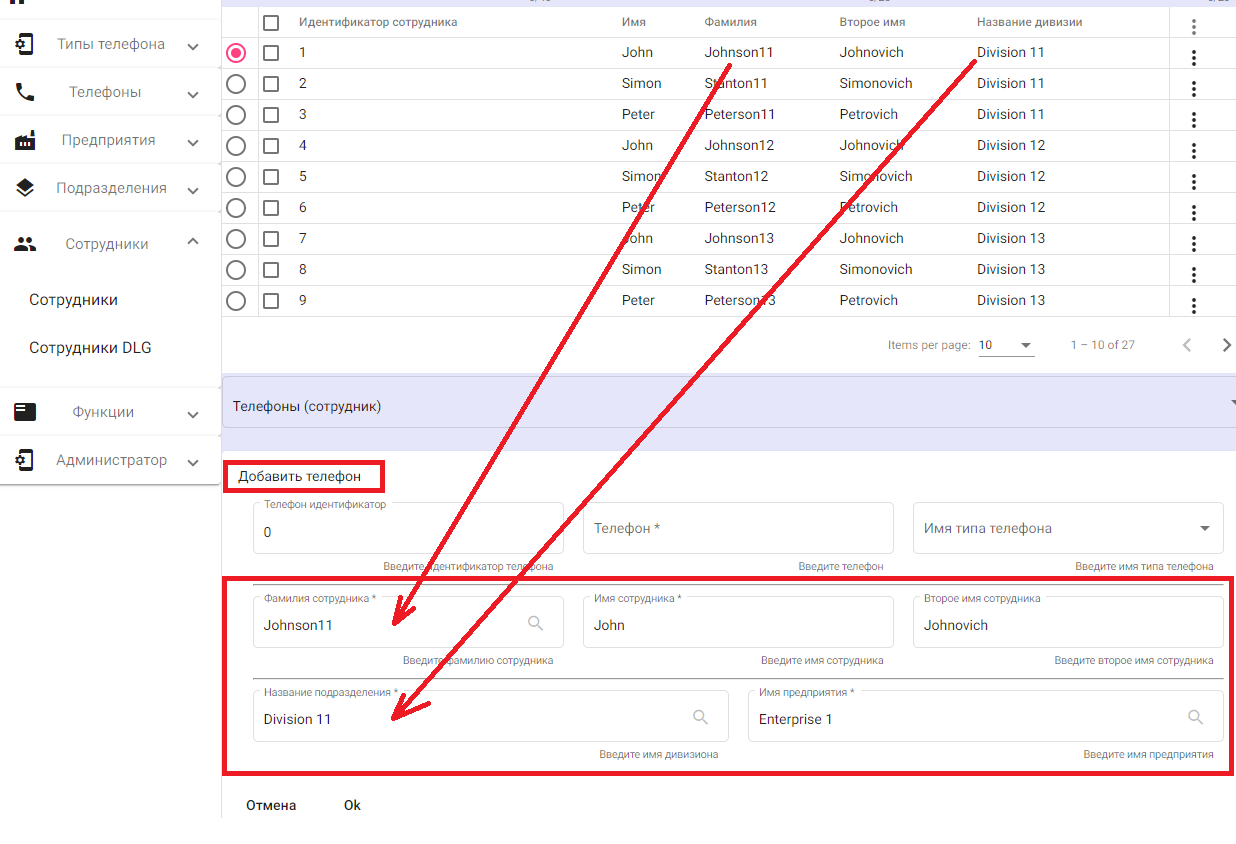 Типы телефона
Телефоны
Предприятия
Подразделения
Сотрудники
Сотрудники
Сотрудники DLG
Функции
Администратор
Идентификатор сотрудника Имя Фамилия Второе имя Название дивизии
1 John Johnson11 Johnovich Division 11
2 Simon Stanton11 Simonovich Division 11
3 Peter Peterson11 Petrovich Division 11
4 John Johnson12 Johnovich Division 12
5 Simon Stanton12 Simonovich Division 12
6 Peter Peterson12 Petrovich Division 12
7 John Johnson13 Johnovich Division 13
8 Simon Stanton13 Simonovich Division 13
9 Peter Peterson13 Petrovich Division 13
Items per page: 10 1 – 10 of 27
Телефоны (сотрудник)
Добавить телефон
Телефон идентификатор
0 Телефон * Имя типа телефона
Введите идентификатор телефона Введите телефон Введите имя типа телефона
Фамилия сотрудника * Имя сотрудника * Второе имя сотрудника
Johnson11 John Johnovich
Введите фамилию сотрудника Введите имя сотрудника Введите второе имя сотрудника
Название подразделения * Имя предприятия *
Division 11 Enterprise 1
Введите имя дивизиона Введите имя предприятия
Отмена Ok